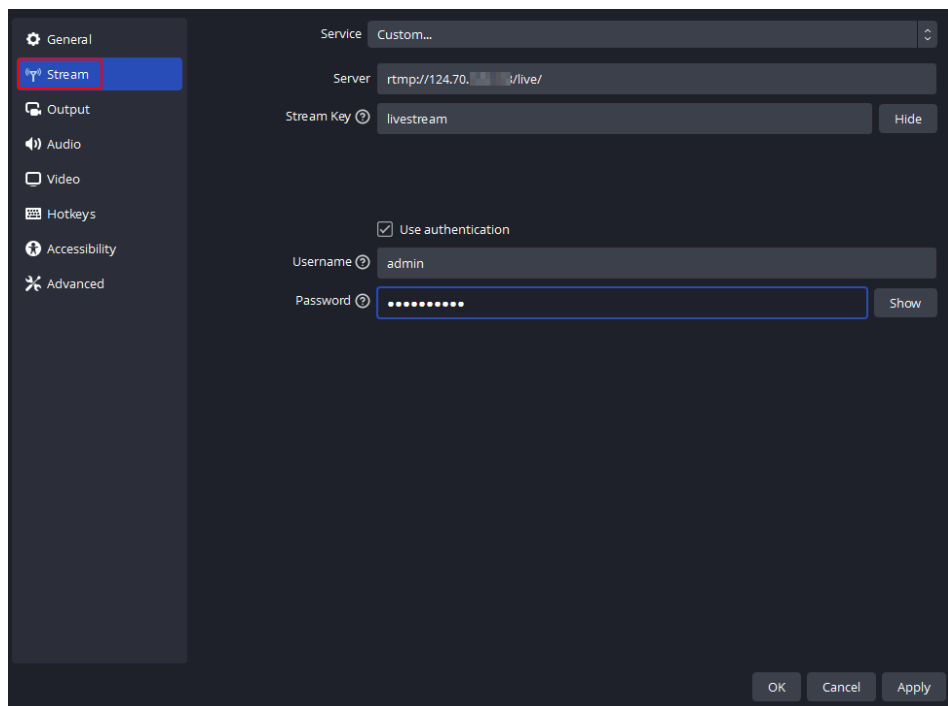 General
Stream
Output
Audio
Video
Hotkeys
Accessibility
Advanced
Service Custom...
Server rtmp://124.70. /live/
Stream Key ? livestream Hide
Use authentication
Username ? admin
Password ? •••••••••• Show
OK Cancel Apply